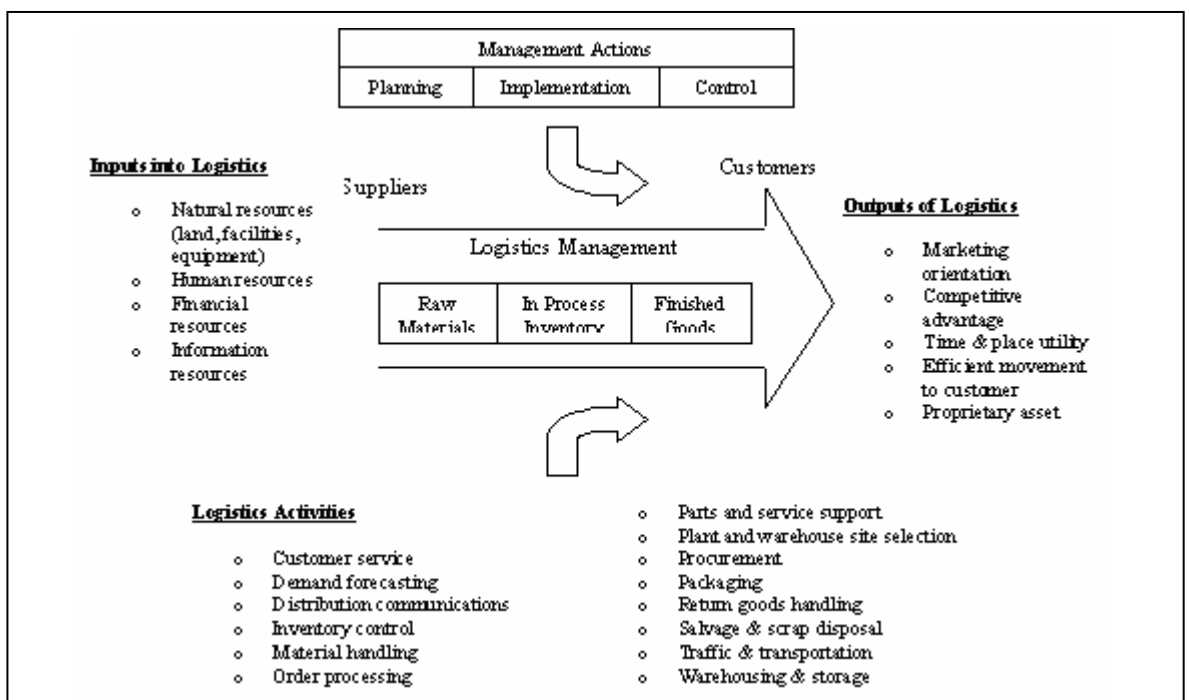 Management Actions
Planning
Implementation
Control
Inputs into Logistics
Suppliers
Customers
Natural resources
(land, facilities,
equipment)
Human resources
Financial
resources
Information
resources
Logistics Management
Raw
Materials
In Process
Inventory
Finished
Goods
Outputs of Logistics
Marketing
orientation
Competitive
advantage
Time & place utility
Efficient movement
to customer
Proprietary asset
Logistics Activities
Customer service
Demand forecasting
Distribution communications
Inventory control
Material handling
Order processing
Parts and service support
Plant and warehouse site selection
Procurement
Packaging
Return goods handling
Salvage & scrap disposal
Traffic & transportation
Warehousing & storage